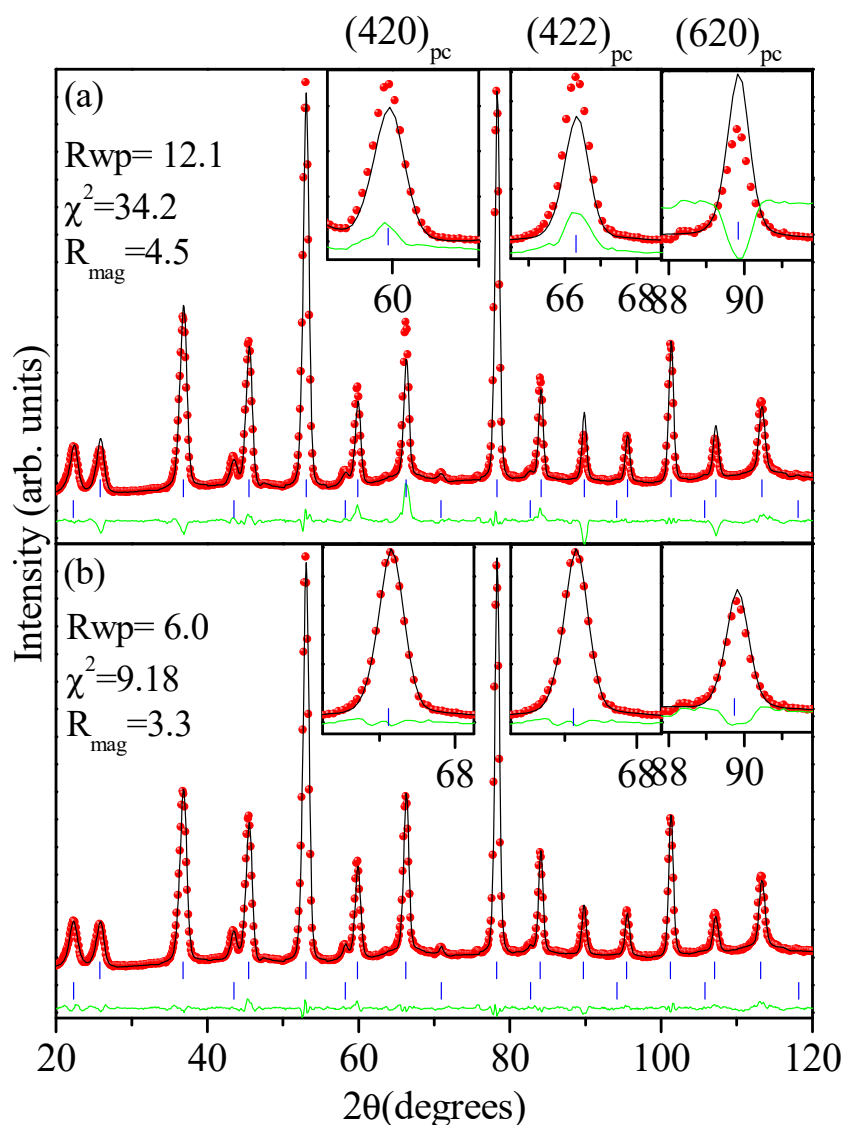 (420)pc (422)pc (620)pc
(a)
Rwp= 12.1
χ²=34.2
Rmag=4.5
60 66 68 88 90
Intensity (arb. units)
(b)
Rwp= 6.0
χ²=9.18
Rmag=3.3
68 68 88 90
20 40 60 80 100 120
2θ(degrees)